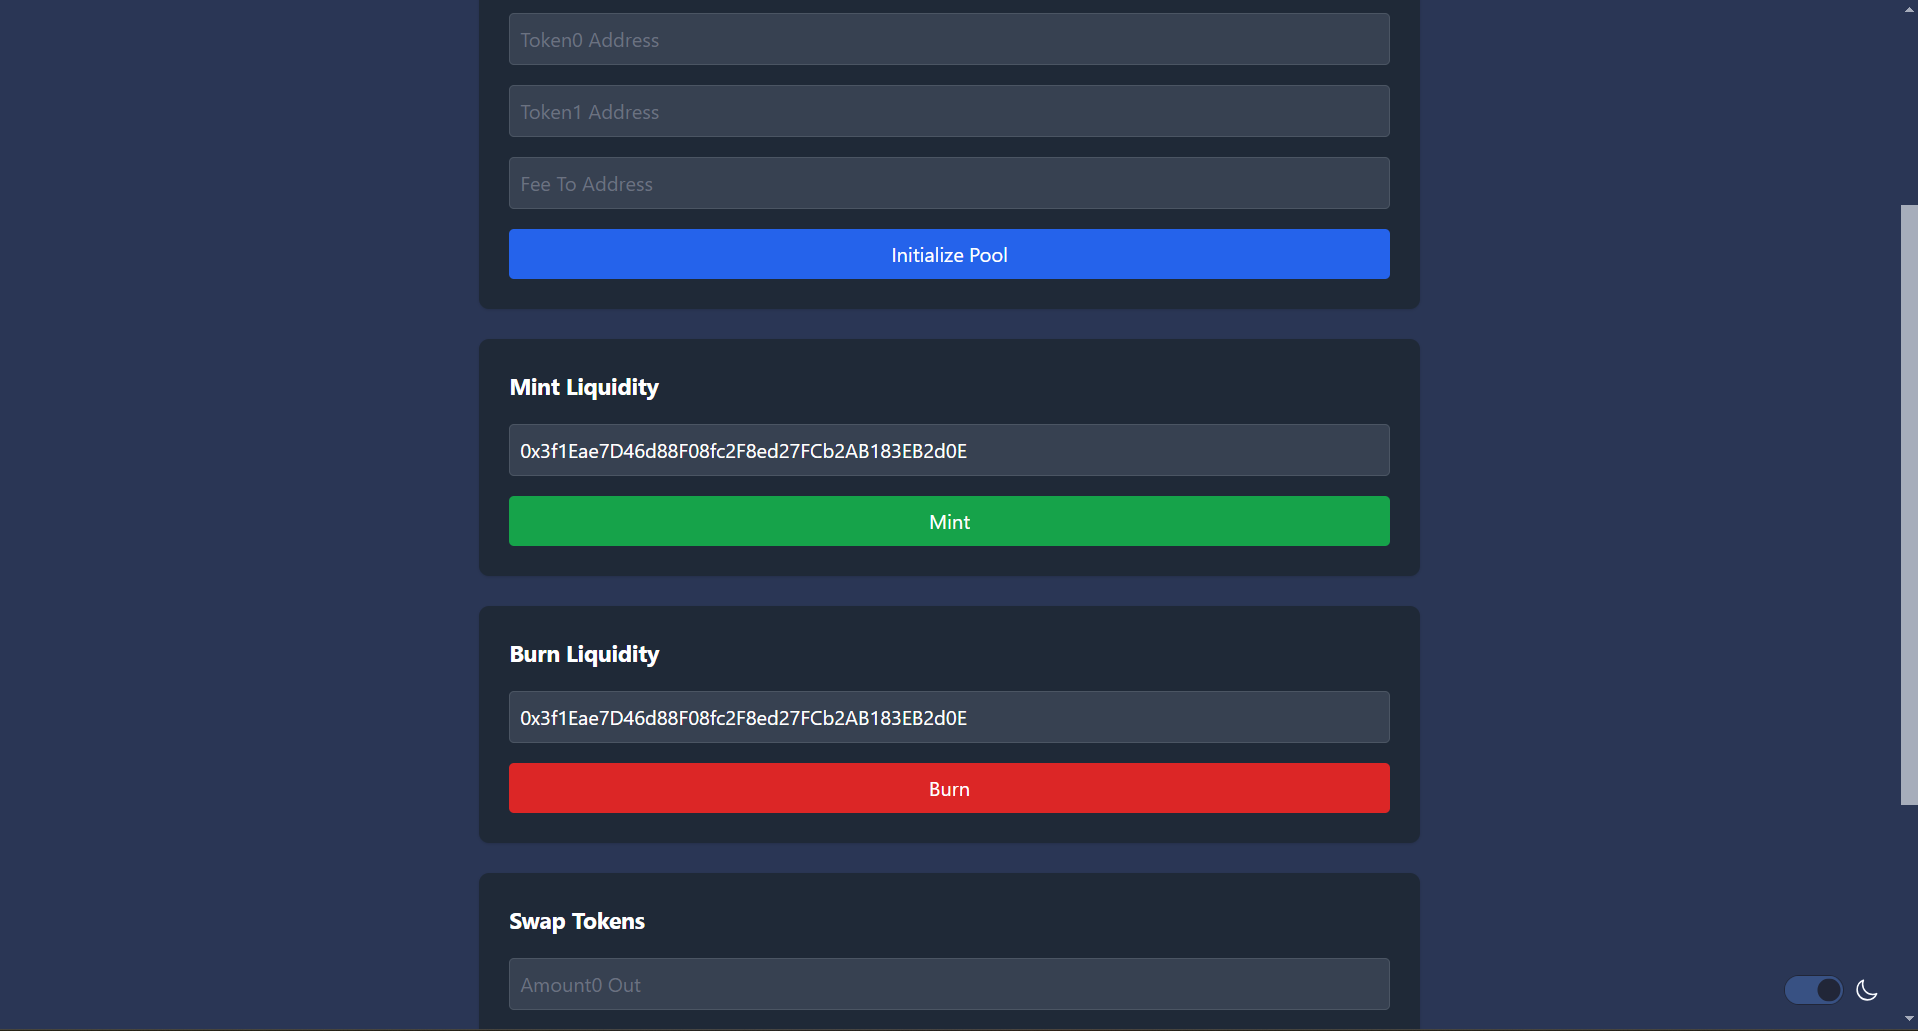 Token0 Address
Token1 Address
Fee To Address
Initialize Pool
Mint Liquidity
0x3f1Eae7D46d88F08fc2F8ed27FCb2AB183EB2d0E
Mint
Burn Liquidity
0x3f1Eae7D46d88F08fc2F8ed27FCb2AB183EB2d0E
Burn
Swap Tokens
Amount0 Out